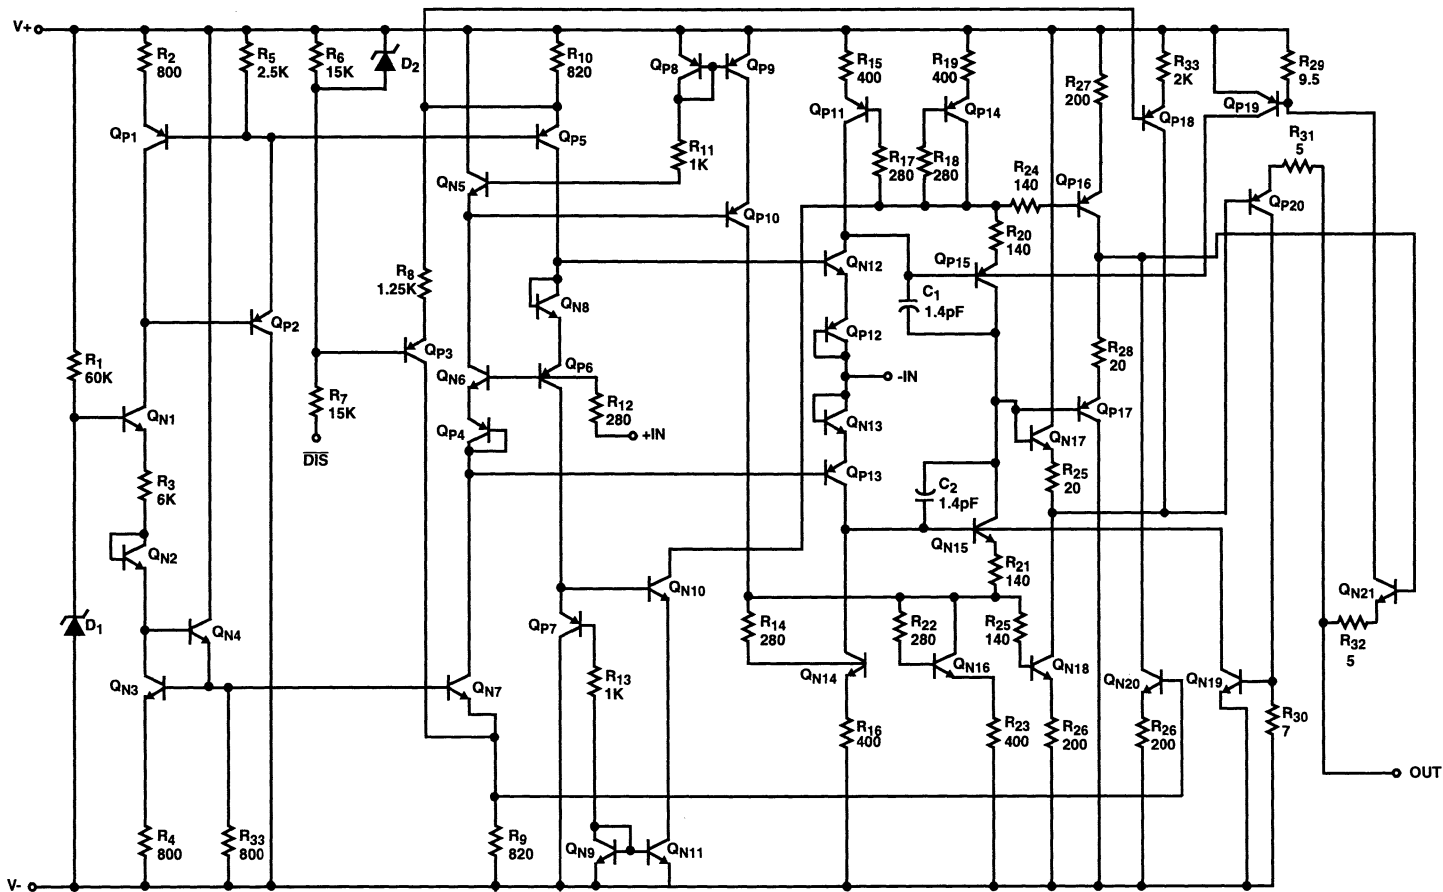 V+
R2
800
R5
2.5K
R6
15K
D2
R10
820
QP8
QP9
R15
400
R19
400
R27
200
R33
2K
R29
9.5
QP1
QP5
QP11
QP14
QP18
QP19
R31
5
R11
1K
R17
280
R18
280
R24
140
QP16
QN5
QP10
QP20
R20
140
R8
1.25K
QN12
QP15
QN8
C1
1.4pF
QP2
QP12
R1
60K
QP3
QP6
R28
20
QN6
-IN
R7
15K
R12
280
QN1
QN13
QP17
QP4
+IN
QN17
DIS
R3
6K
QP13
C2
1.4pF
R25
20
QN2
QN15
R21
140
QN10
QN21
D1
QN4
QP7
R14
280
R22
280
R25
140
R32
5
QN3
QN7
R13
1K
QN14
QN16
QN18
QN20
QN19
R16
400
R23
400
R26
200
R26
200
R30
7
OUT
R4
800
R33
800
R9
820
QN9
QN11
V-